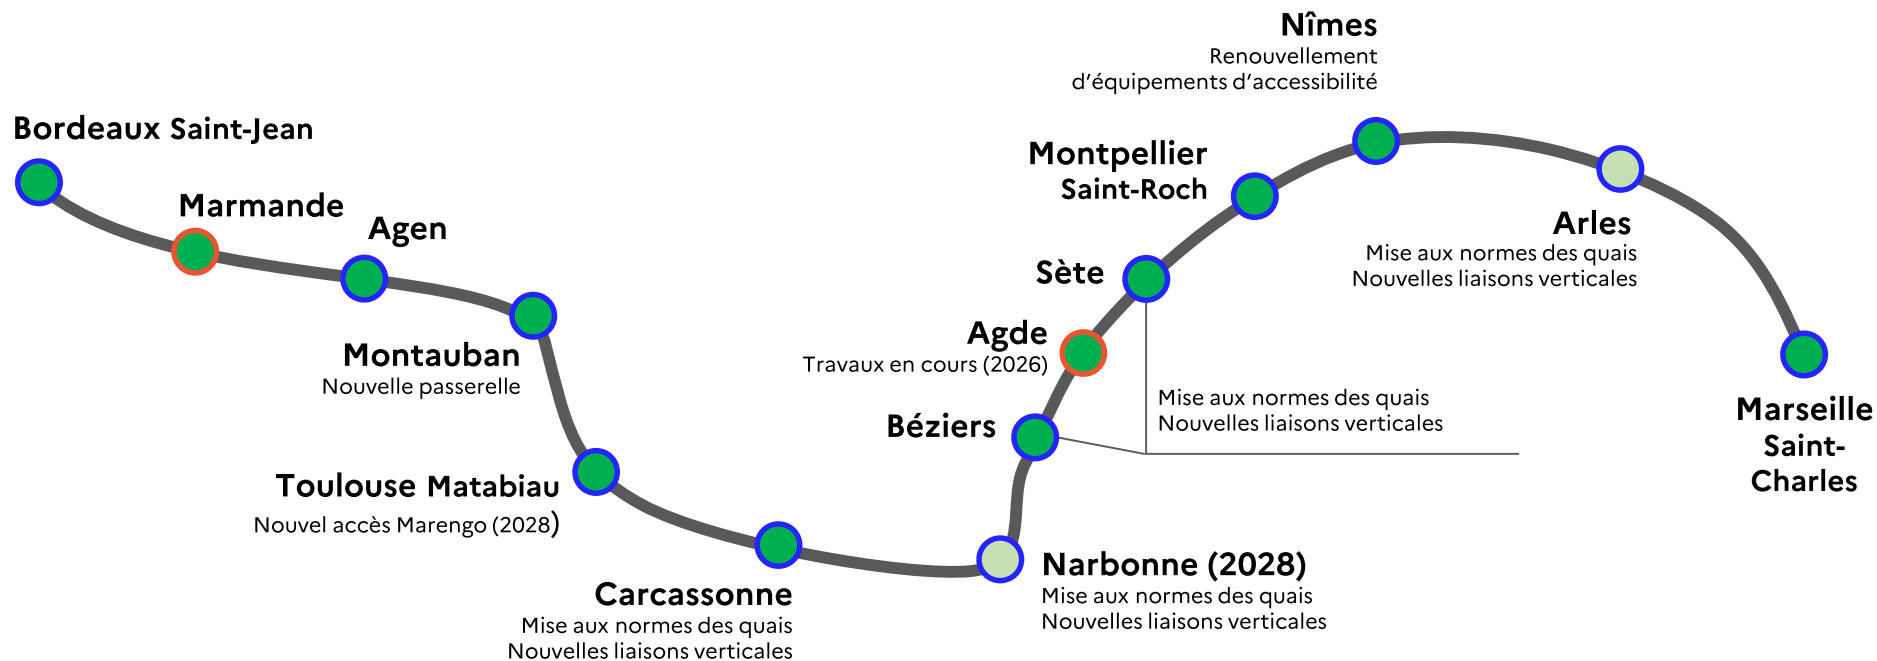 Bordeaux Saint-Jean
Marmande
Agen
Montauban
Nouvelle passerelle
Toulouse Matabiau
Nouvel accès Marengo (2028)
Carcassonne
Mise aux normes des quais
Nouvelles liaisons verticales
Narbonne (2028)
Mise aux normes des quais
Nouvelles liaisons verticales
Béziers
Agde
Travaux en cours (2026)
Sète
Mise aux normes des quais
Nouvelles liaisons verticales
Montpellier
Saint-Roch
Nîmes
Renouvellement
d’équipements d’accessibilité
Arles
Mise aux normes des quais
Nouvelles liaisons verticales
Marseille
Saint-
Charles